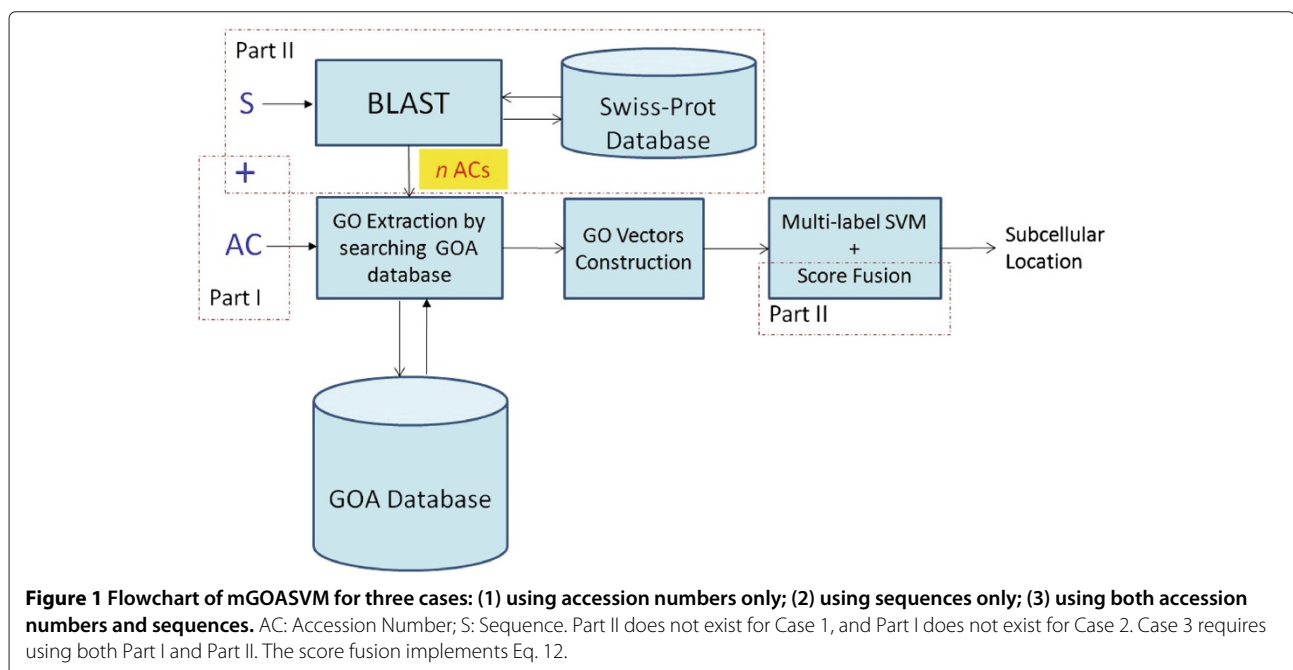 Part II
S
BLAST
Swiss-Prot
Database
+
n ACs
AC
GO Extraction by
searching GOA
database
GO Vectors
Construction
Multi-label SVM
+
Score Fusion
Subcellular
Location
Part I
Part II
GOA Database
Figure 1 Flowchart of mGOASVM for three cases: (1) using accession numbers only; (2) using sequences only; (3) using both accession
numbers and sequences. AC: Accession Number; S: Sequence. Part II does not exist for Case 1, and Part I does not exist for Case 2. Case 3 requires
using both Part I and Part II. The score fusion implements Eq. 12.